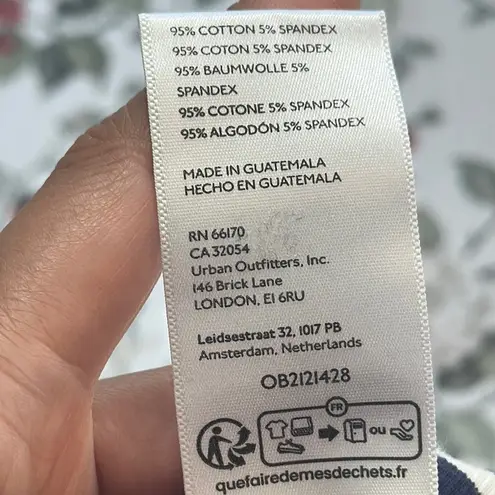 95% COTTON 5% SPANDEX
95% COTON 5% SPANDEX
95% BAUMWOLLE 5%
SPANDEX
95% COTONE 5% SPANDEX
95% ALGODÓN 5% SPANDEX
MADE IN GUATEMALA
HECHO EN GUATEMALA
RN 66170
CA 32054
Urban Outfitters, Inc.
146 Brick Lane
LONDON, E1 6RU
Leidsestraat 32, 1017 PB
Amsterdam, Netherlands
OB2121428
FR
ou
quefairedemesdechets.fr